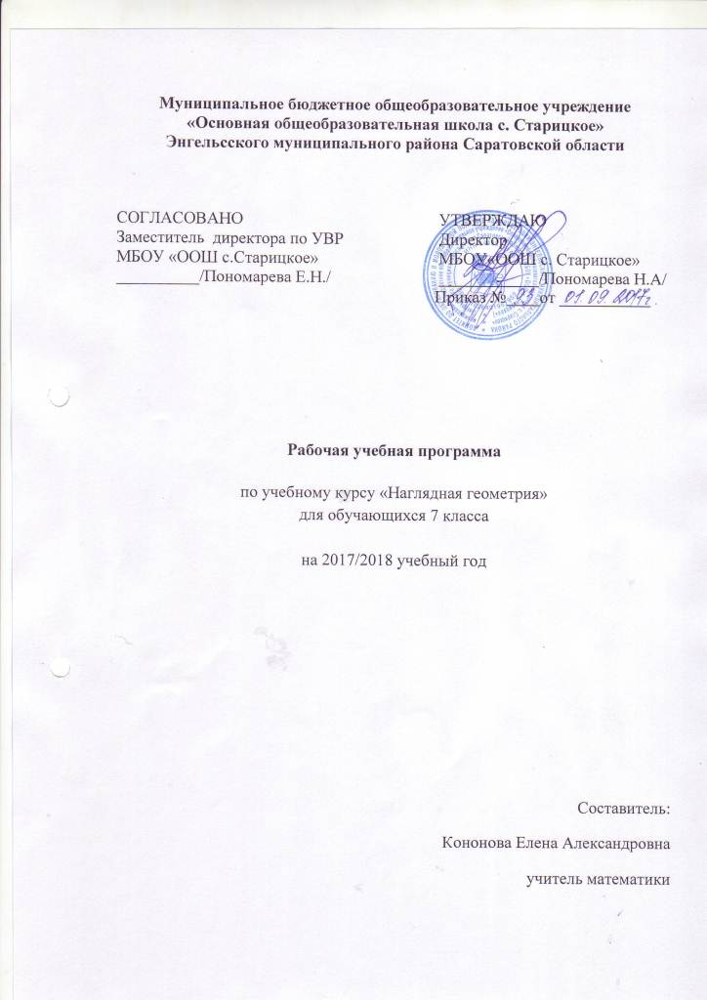 Муниципальное бюджетное общеобразовательное учреждение
«Основная общеобразовательная школа с. Старицкое»
Энгельсского муниципального района Саратовской области
СОГЛАСОВАНО
Заместитель директора по УВР
МБОУ «ООШ с.Старицкое»
__________/Пономарева Е.Н./
УТВЕРЖДАЮ
Директор
МБОУ «ООШ с. Старицкое»
____________/Пономарева Н.А/
Приказ № 93 от 01.09.2017г.
Рабочая учебная программа
по учебному курсу «Наглядная геометрия»
для обучающихся 7 класса
на 2017/2018 учебный год
Составитель:
Кононова Елена Александровна
учитель математики